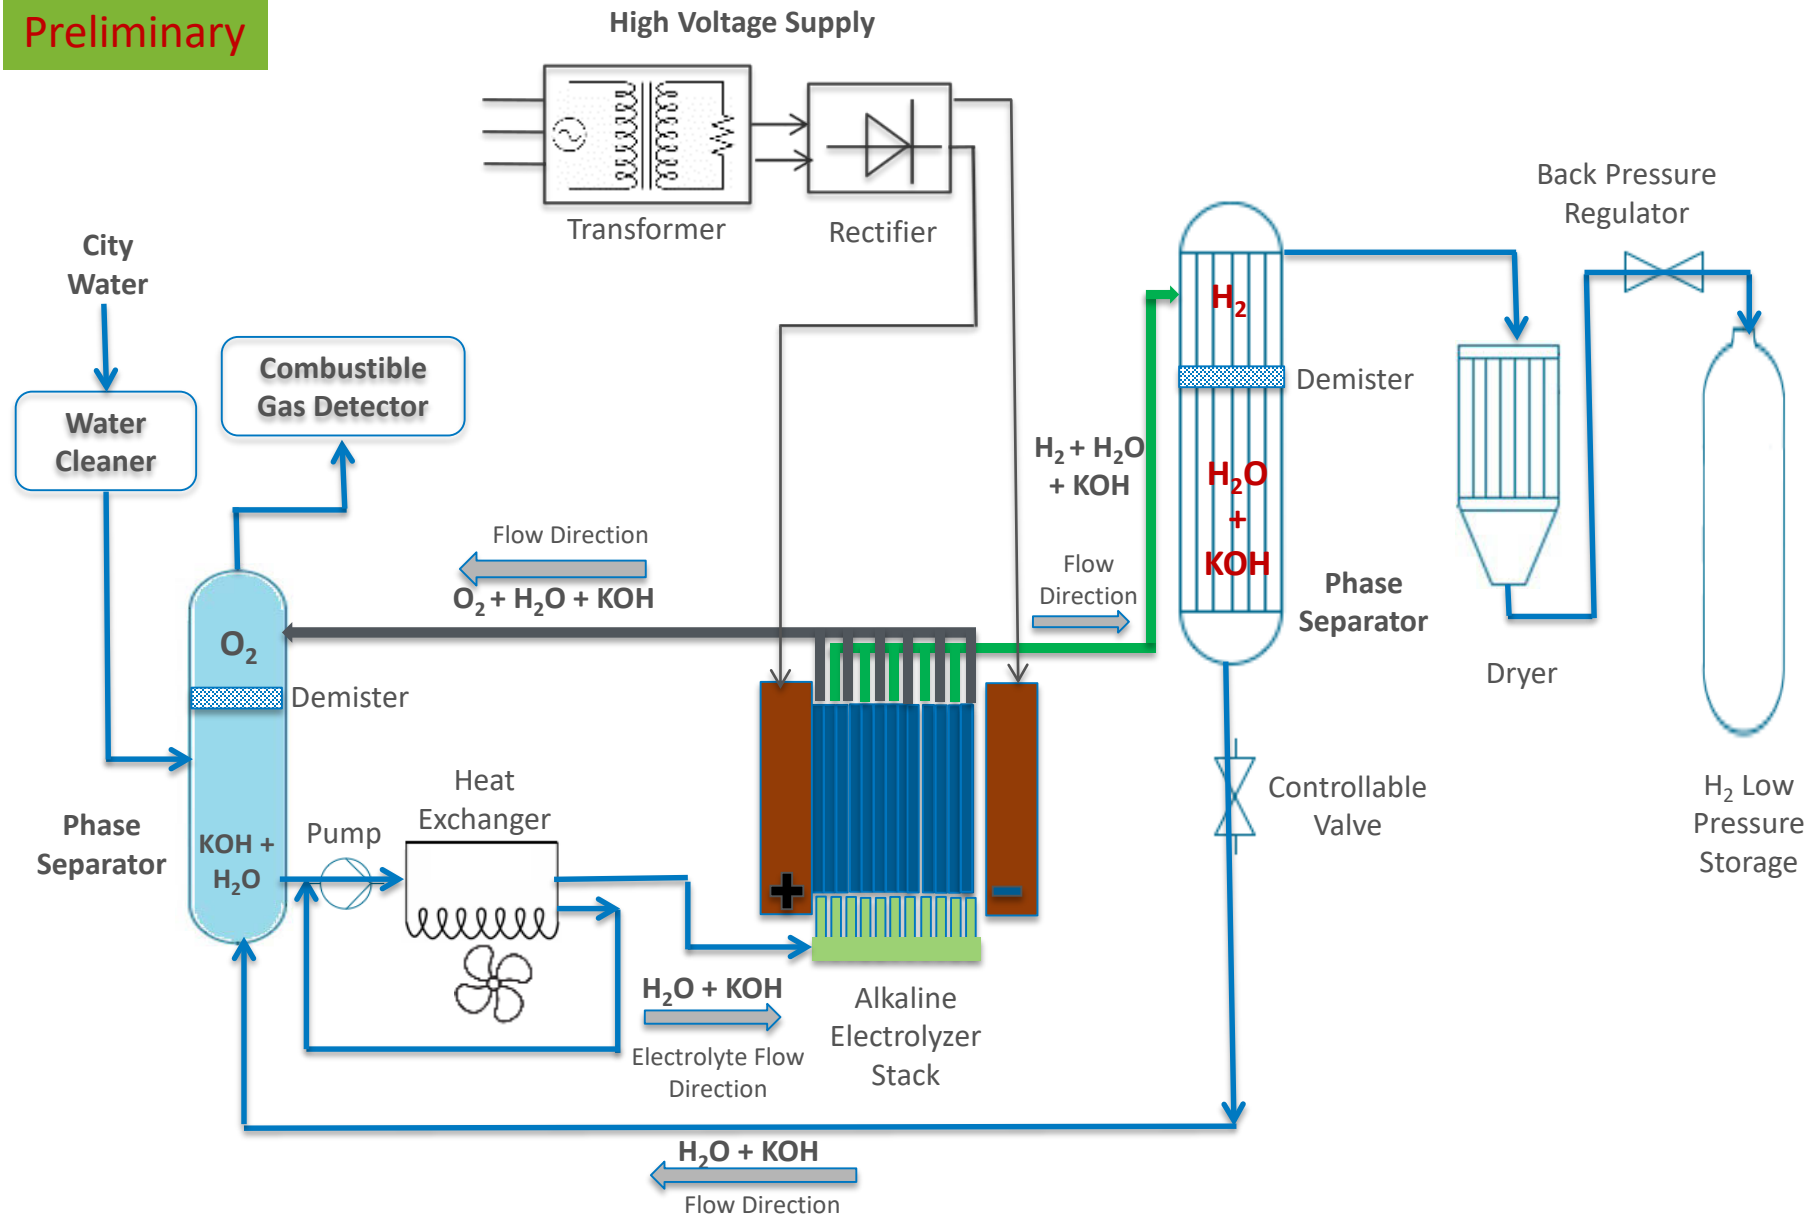 Preliminary
High Voltage Supply
Transformer
Rectifier
Back Pressure
Regulator
City
Water
Combustible
Gas Detector
Water
Cleaner
H₂
Demister
H₂ + H₂O
+ KOH
H₂O
+
KOH
Flow Direction
O₂ + H₂O + KOH
Flow
Direction
Phase
Separator
O₂
Demister
Dryer
Heat
Exchanger
Pump
Phase
Separator
KOH +
H₂O
+
−
Controllable
Valve
H₂ Low
Pressure
Storage
H₂O + KOH
Electrolyte Flow
Direction
Alkaline
Electrolyzer
Stack
H₂O + KOH
Flow Direction